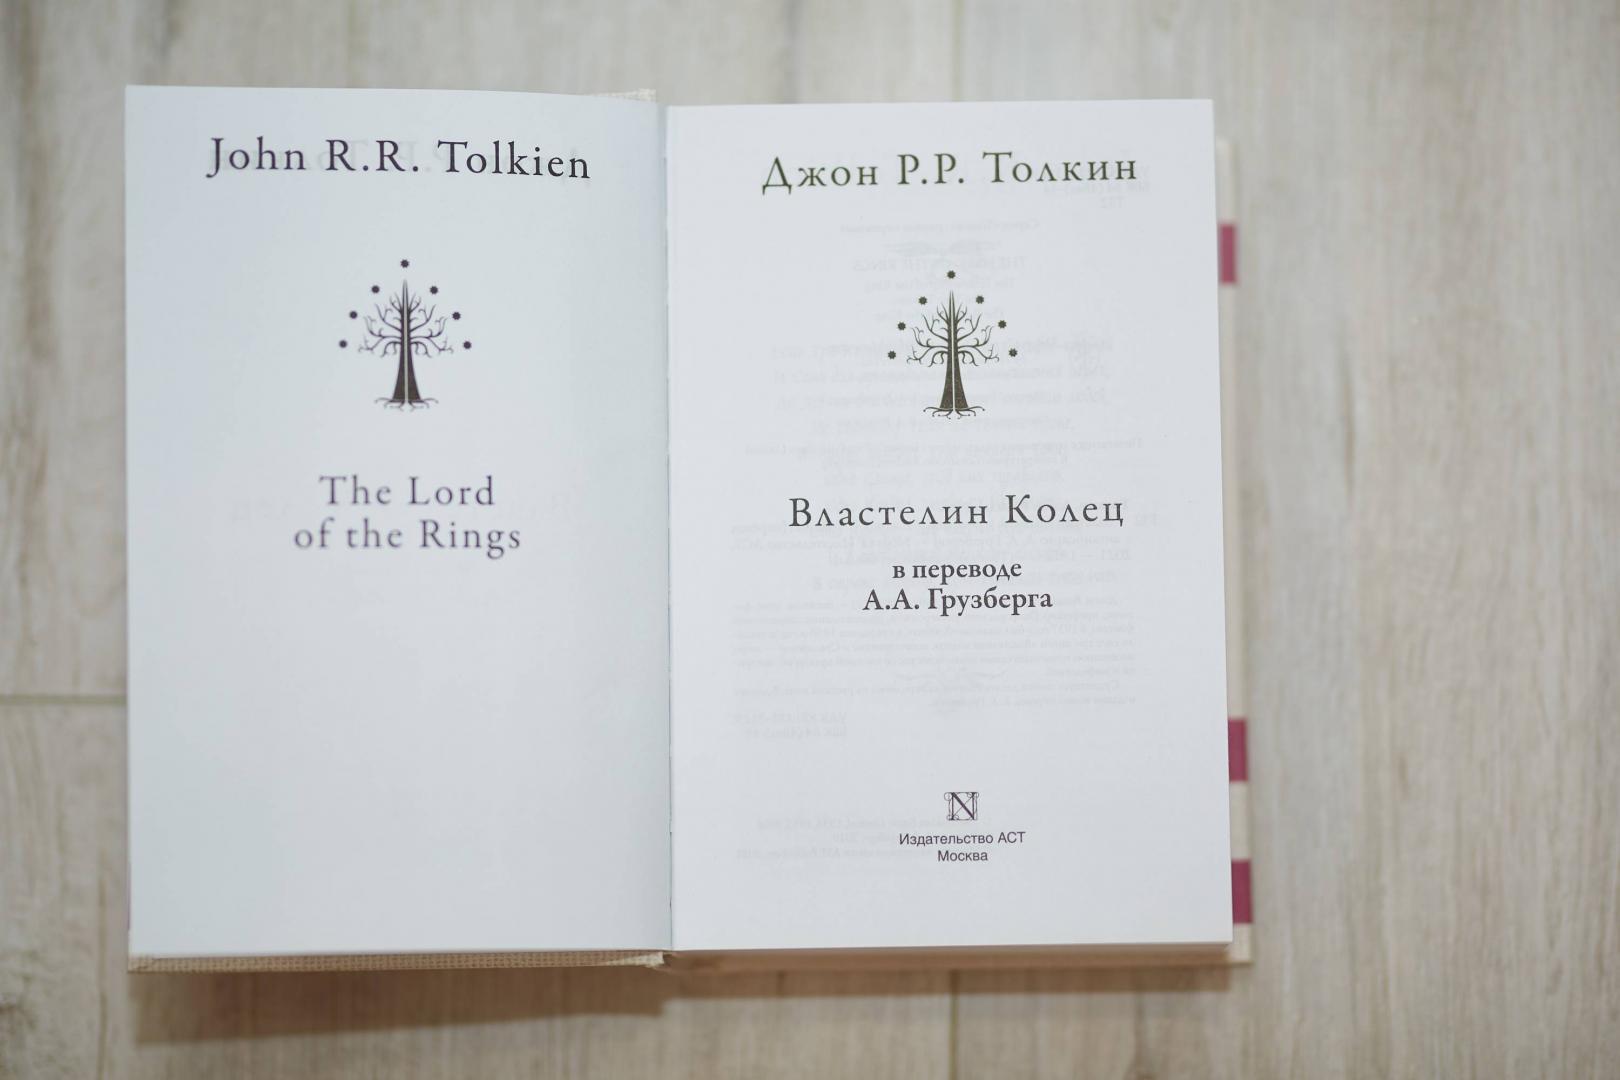 John R.R. Tolkien
The Lord
of the Rings
Джон Р.Р. Толкин
Властелин Колец
в переводе
А.А. Грузберга
N
Издательство АСТ
Москва